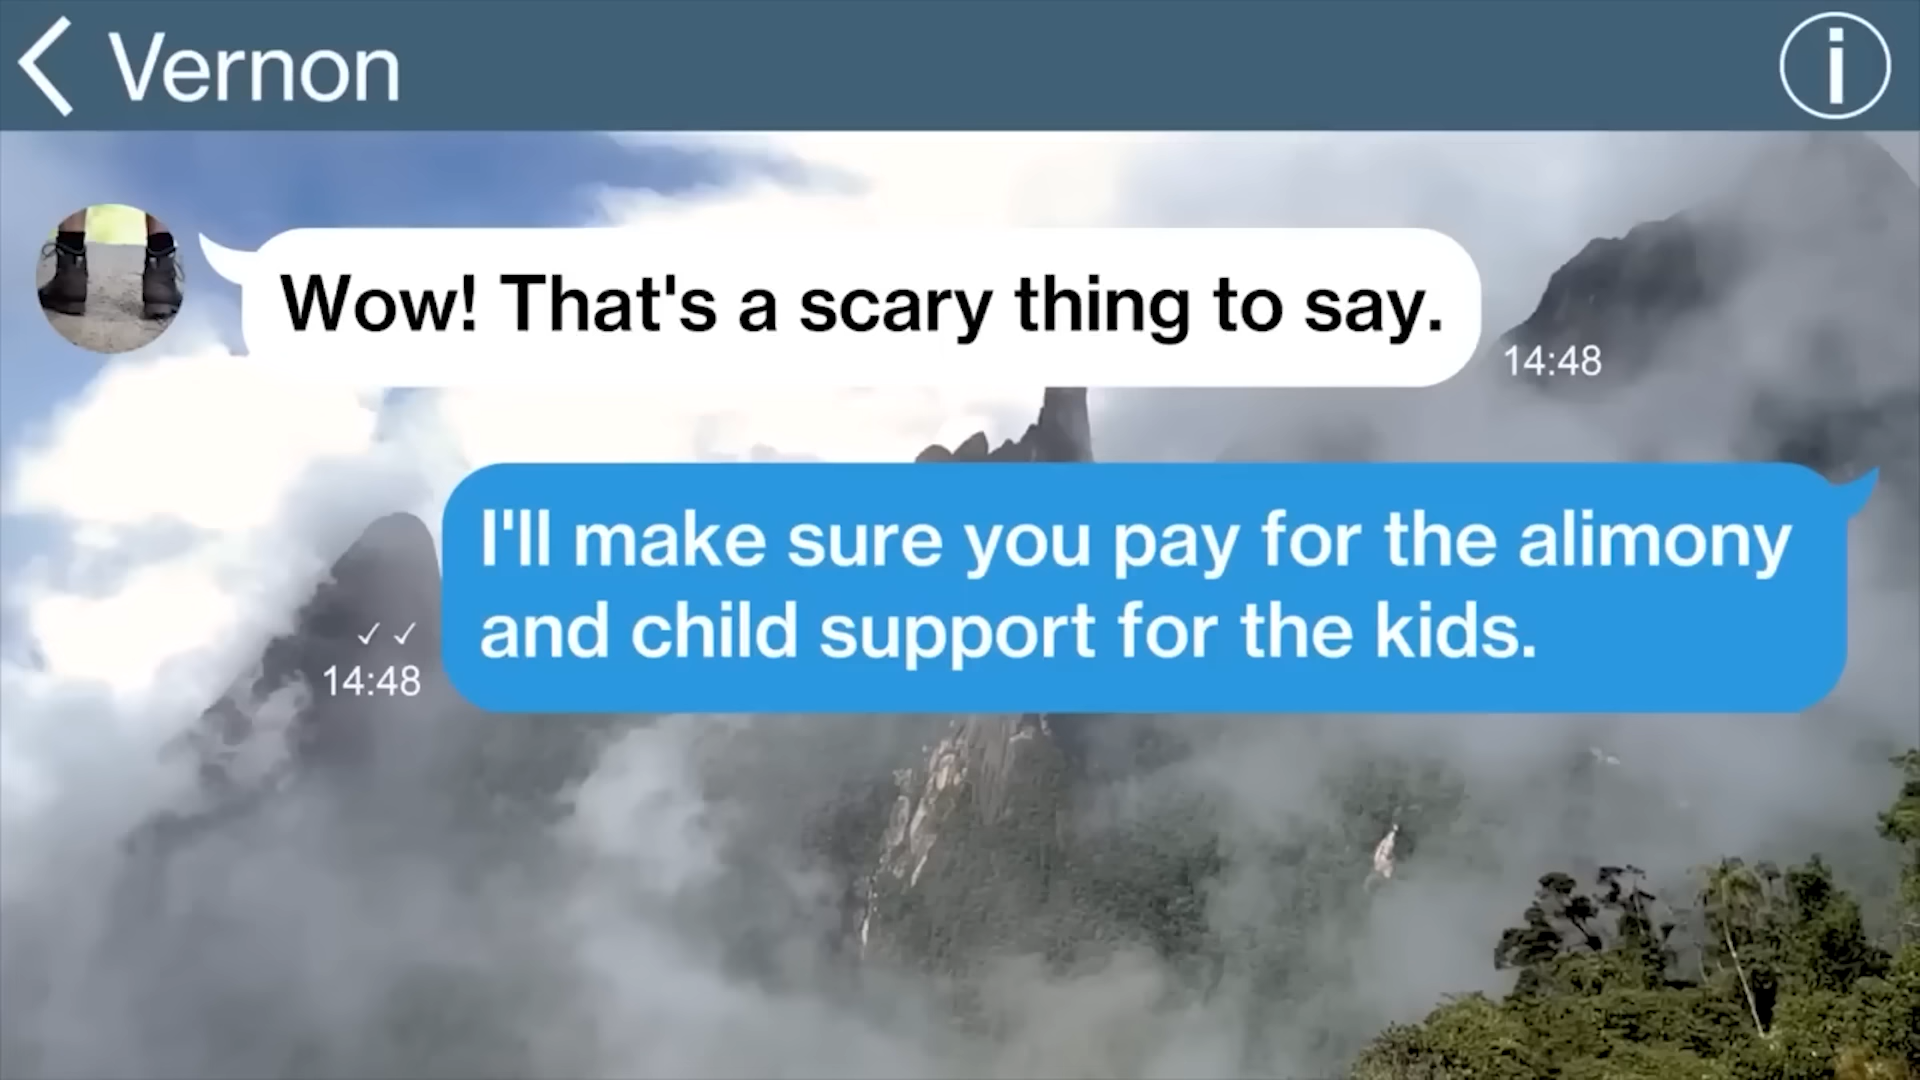 Vernon
Wow! That's a scary thing to say.
14:48
I'll make sure you pay for the alimony
and child support for the kids.
14:48